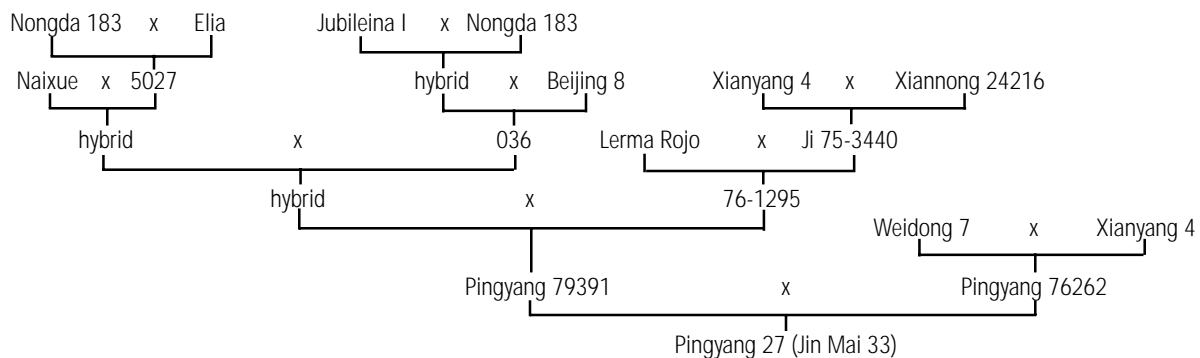 Nongda 183 x Elia Jubileina I x Nongda 183
Naixue x 5027 hybrid x Beijing 8 Xianyang 4 x Xiannong 24216
hybrid x 036 Lerma Rojo x Ji 75-3440
hybrid x 76-1295
Weidong 7 x Xianyang 4
Pingyang 79391 x Pingyang 76262
Pingyang 27 (Jin Mai 33)